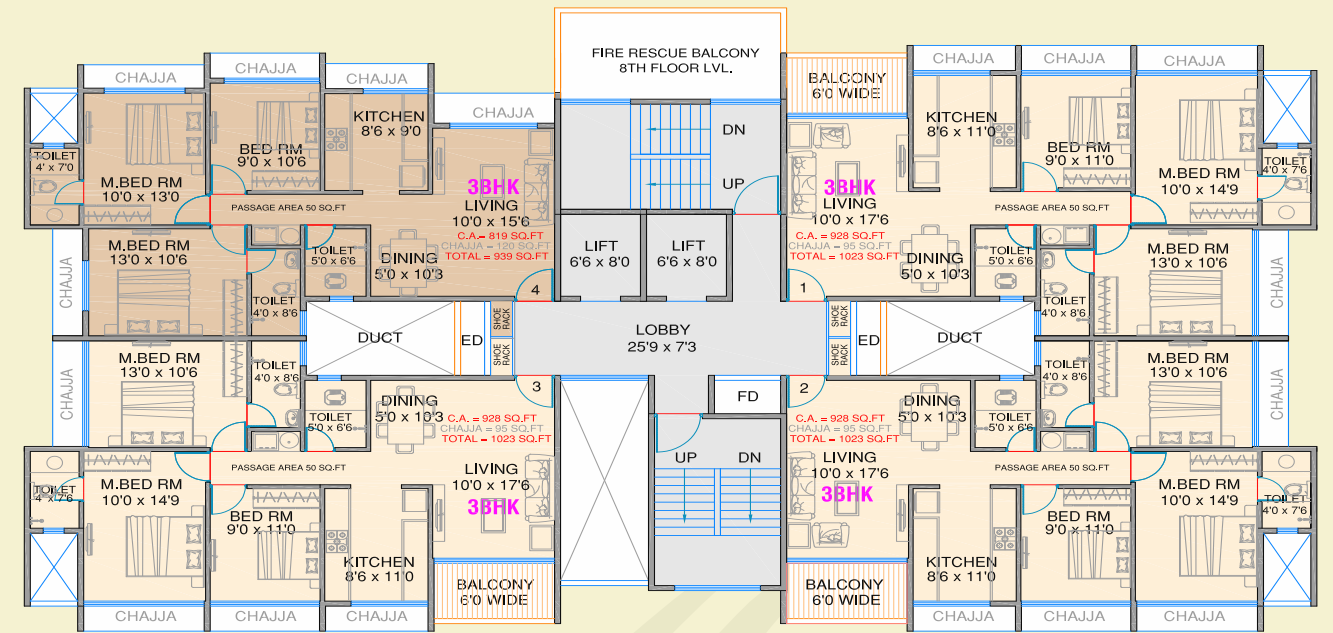 FIRE RESCUE BALCONY
8TH FLOOR LVL.
CHAJJA
CHAJJA
CHAJJA
CHAJJA
TOILET
4' x 7'0
M.BED RM
10'0 x 13'0
BED RM
9'0 x 10'6
KITCHEN
8'6 x 9'0
3BHK
LIVING
10'0 x 15'6
C.A. = 819 SQ.FT
CHAJJA = 120 SQ.FT
TOTAL = 939 SQ.FT
PASSAGE AREA 50 SQ.FT
M.BED RM
13'0 x 10'6
CHAJJA
TOILET
4'0 x 8'6
TOILET
5'0 x 6'6
DINING
5'0 x 10'3
4
DN
UP
LIFT
6'6 x 8'0
LIFT
6'6 x 8'0
BALCONY
6'0 WIDE
CHAJJA
CHAJJA
CHAJJA
KITCHEN
8'6 x 11'0
BED RM
9'0 x 11'0
M.BED RM
10'0 x 14'9
TOILET
4'0 x 7'6
3BHK
LIVING
10'0 x 17'6
C.A. = 928 SQ.FT
CHAJJA = 95 SQ.FT
TOTAL = 1023 SQ.FT
PASSAGE AREA 50 SQ.FT
DINING
5'0 x 10'3
TOILET
5'0 x 6'6
TOILET
4'0 x 8'6
M.BED RM
13'0 x 10'6
CHAJJA
1
DUCT
ED
SHOE
RACK
SHOE
RACK
LOBBY
25'9 x 7'3
SHOE
RACK
SHOE
RACK
ED
DUCT
M.BED RM
13'0 x 10'6
CHAJJA
TOILET
4'0 x 8'6
TOILET
5'0 x 6'6
DINING
5'0 x 10'3
3
C.A. = 928 SQ.FT
CHAJJA = 95 SQ.FT
TOTAL = 1023 SQ.FT
LIVING
10'0 x 17'6
3BHK
PASSAGE AREA 50 SQ.FT
TOILET
4' x 7'6
M.BED RM
10'0 x 14'9
BED RM
9'0 x 11'0
KITCHEN
8'6 x 11'0
BALCONY
6'0 WIDE
CHAJJA
CHAJJA
CHAJJA
FD
UP
DN
2
C.A. = 928 SQ.FT
CHAJJA = 95 SQ.FT
TOTAL = 1023 SQ.FT
DINING
5'0 x 10'3
TOILET
5'0 x 6'6
TOILET
4'0 x 8'6
M.BED RM
13'0 x 10'6
CHAJJA
LIVING
10'0 x 17'6
3BHK
PASSAGE AREA 50 SQ.FT
M.BED RM
10'0 x 14'9
TOILET
4'0 x 7'6
KITCHEN
8'6 x 11'0
BED RM
9'0 x 11'0
BALCONY
6'0 WIDE
CHAJJA
CHAJJA
CHAJJA